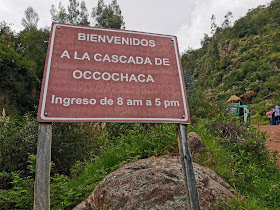 BIENVENIDOS
A LA CASCADA DE
OCCOCHACA
Ingreso de 8 am a 5 pm